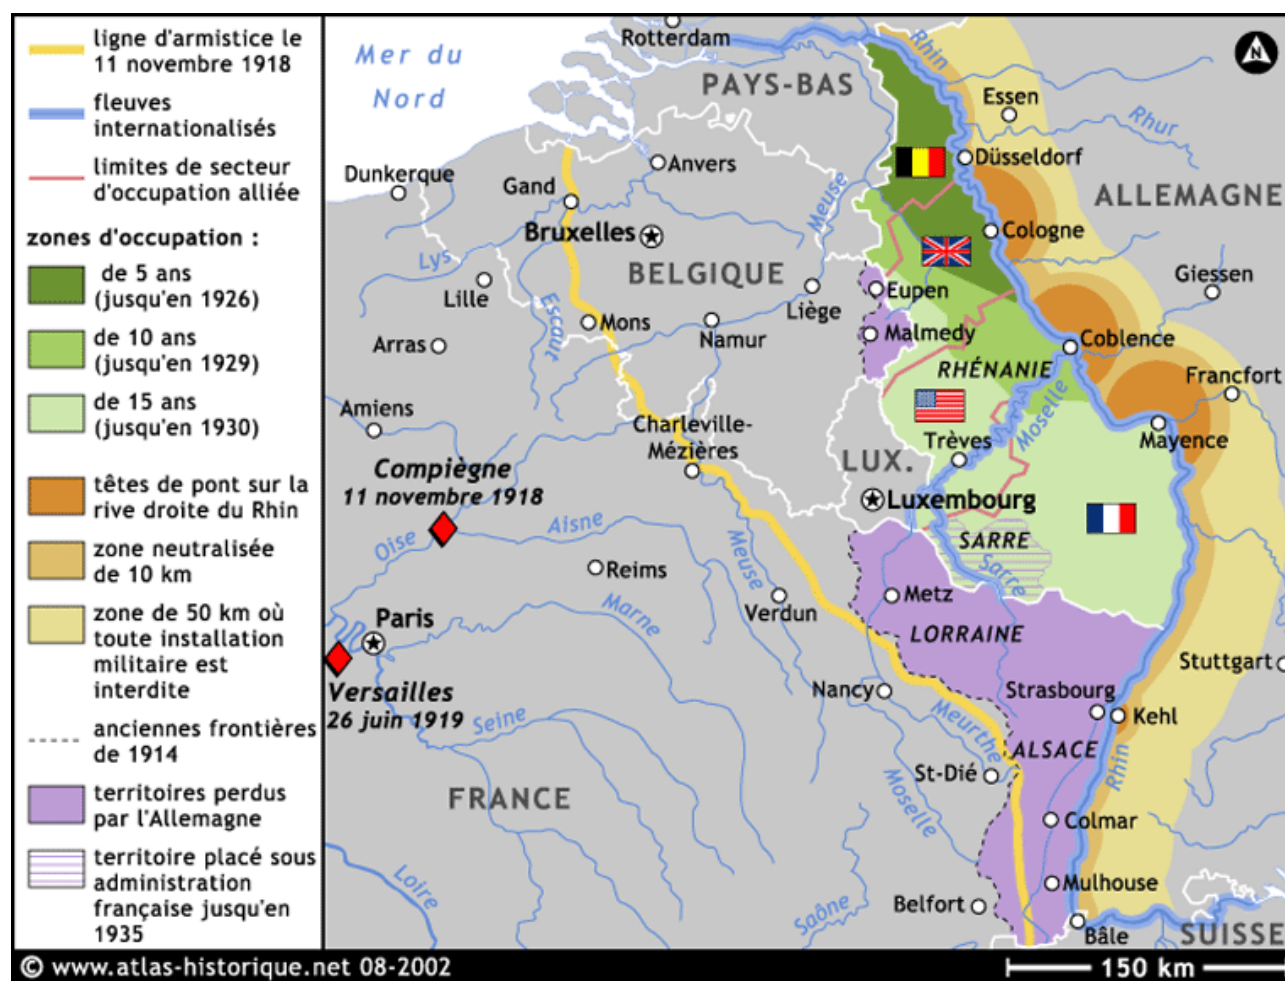 ligne d'armistice le
11 novembre 1918
fleuves
internationalisés
limites de secteur
d'occupation alliée
zones d'occupation :
de 5 ans
(jusqu'en 1926)
de 10 ans
(jusqu'en 1929)
de 15 ans
(jusqu'en 1930)
têtes de pont sur la
rive droite du Rhin
zone neutralisée
de 10 km
zone de 50 km où
toute installation
militaire est
interdite
anciennes frontières
de 1914
territoires perdus
par l'Allemagne
territoire placé sous
administration
française jusqu'en
1935
Mer du
Nord
Rotterdam
PAYS-BAS
Rhin
N
Essen
Rhur
Dunkerque
Anvers
Düsseldorf
Gand
Meuse
ALLEMAGNE
Bruxelles
Cologne
Lys
BELGIQUE
Giessen
Lille
Escaut
Liège
Eupen
Mons
Namur
Malmedy
Coblence
Arras
RHÉNANIE
Francfort
Amiens
Moselle
Charleville-
Mézières
Trèves
Mayence
LUX.
Compiègne
11 novembre 1918
Luxembourg
Oise
Aisne
Meuse
SARRE
Sarre
Reims
Metz
Verdun
Marne
Paris
LORRAINE
Stuttgart
Versailles
26 juin 1919
Nancy
Strasbourg
Kehl
Seine
Meurthe
ALSACE
Rhin
St-Dié
FRANCE
Moselle
Colmar
Loire
Mulhouse
Saône
Belfort
Bâle
SUISSE
© www.atlas-historique.net 08-2002
150 km